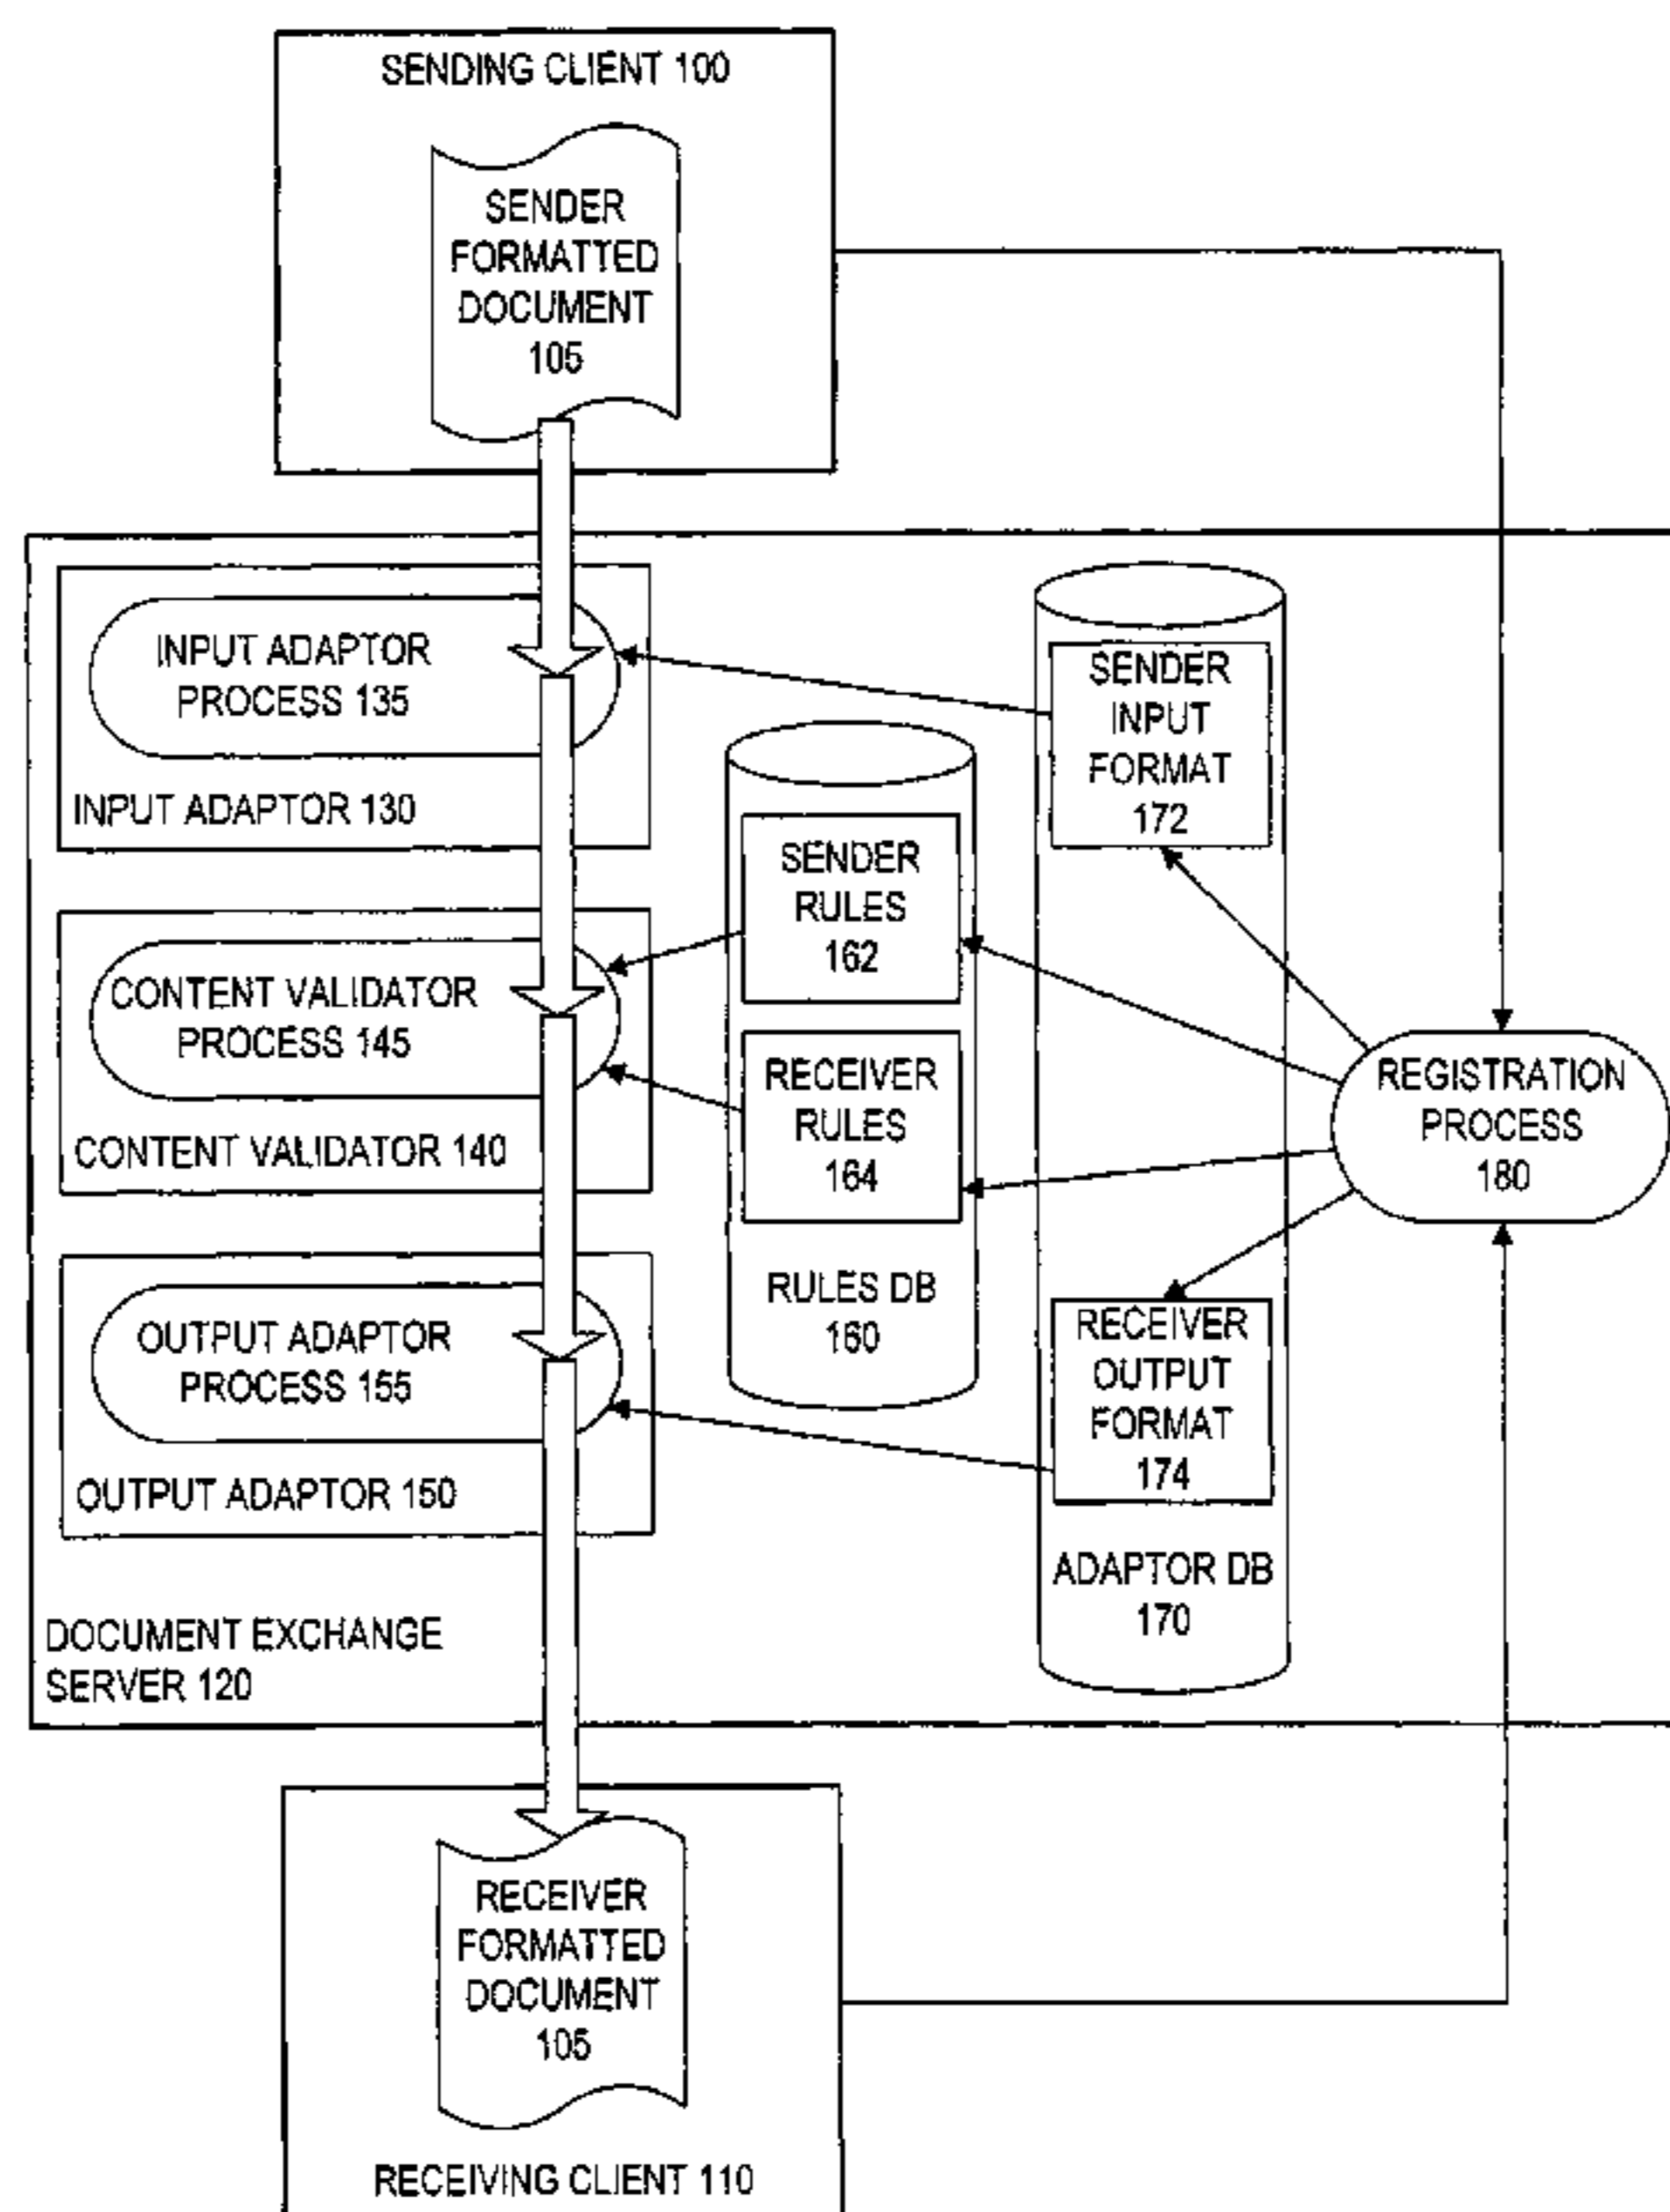 SENDING CLIENT 100
SENDER
FORMATTED
DOCUMENT
105
INPUT ADAPTOR
PROCESS 135
INPUT ADAPTOR 130
SENDER
INPUT
FORMAT
172
SENDER
RULES
162
CONTENT VALIDATOR
PROCESS 145
CONTENT VALIDATOR 140
RECEIVER
RULES
164
REGISTRATION
PROCESS
180
RULES DB
160
OUTPUT ADAPTOR
PROCESS 155
OUTPUT ADAPTOR 150
RECEIVER
OUTPUT
FORMAT
174
ADAPTOR DB
170
DOCUMENT EXCHANGE
SERVER 120
RECEIVER
FORMATTED
DOCUMENT
105
RECEIVING CLIENT 110